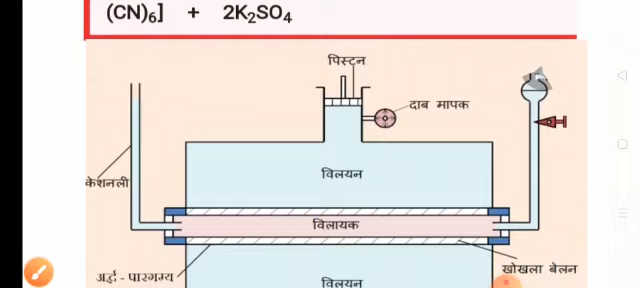 (CN)₆] + 2K₂SO₄
पिस्टन
दाब मापक
विलयन
केशनली
विलायक
अर्द्ध - पारगम्य
खोखला बेलन
विलयन